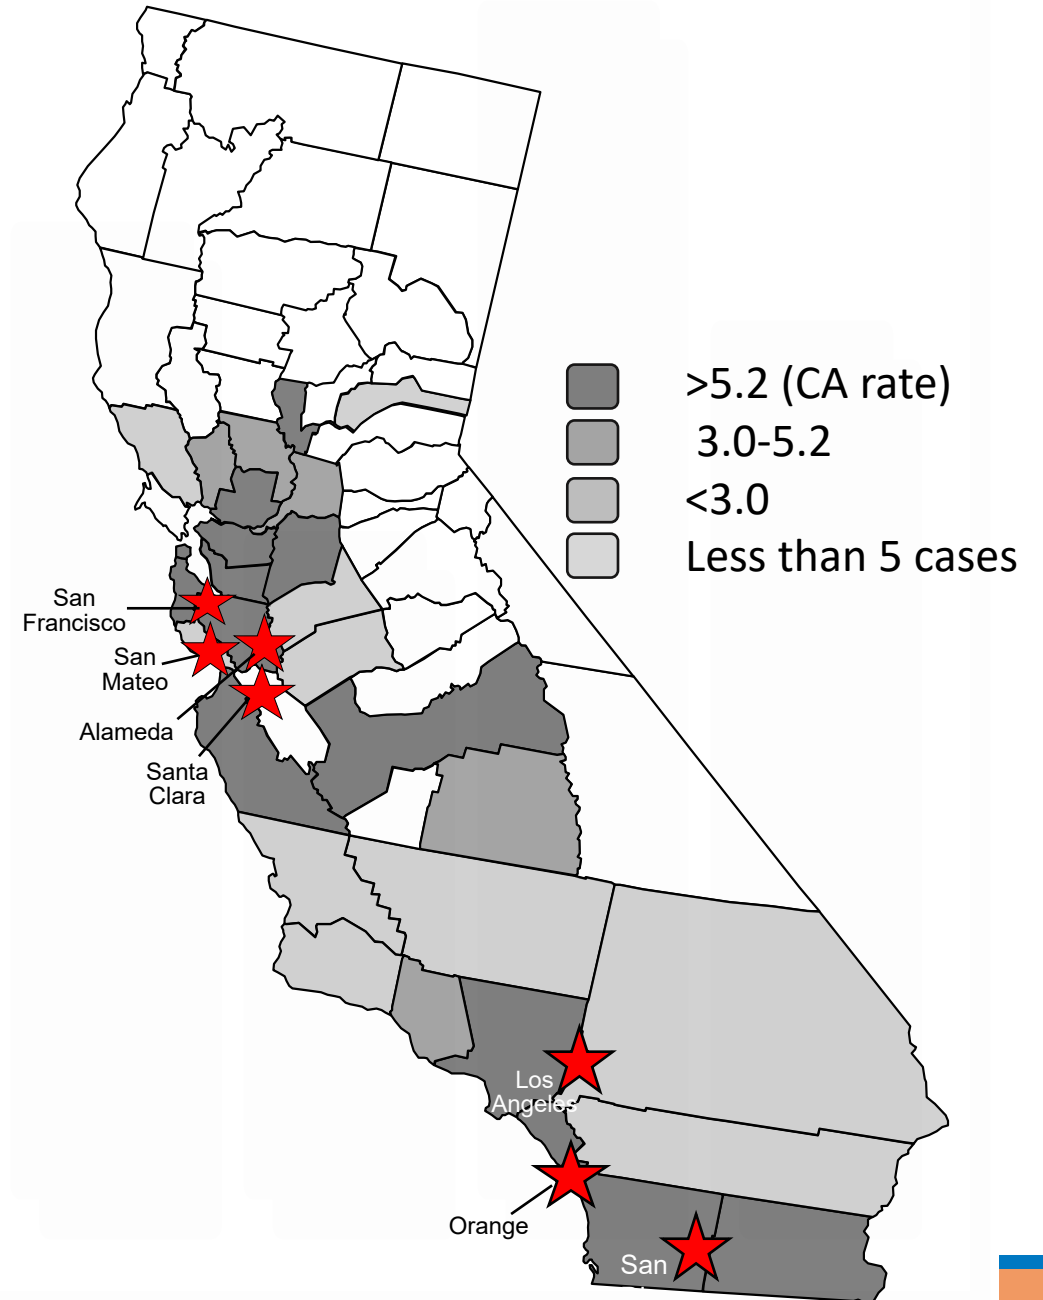 >5.2 (CA rate)
3.0-5.2
<3.0
Less than 5 cases
San
Francisco
San
Mateo
Alameda
Santa
Clara
Los
Angeles
Orange
San